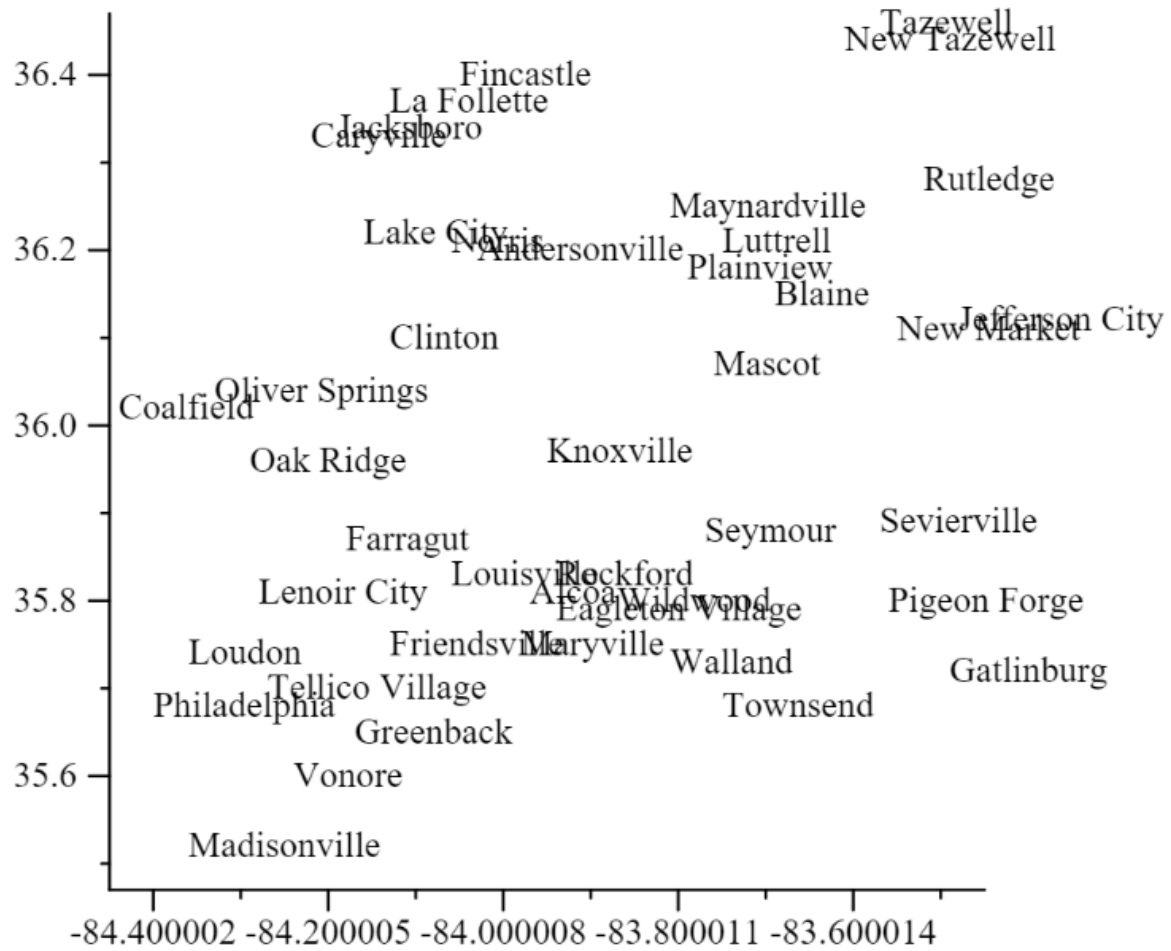 Tazewell
New Tazewell
36.4
Fincastle
La Follette
Jacksboro
Caryville
Rutledge
Maynardville
Lake City
Norris
Luttrell
36.2
Andersonville
Plainview
Blaine
Jefferson City
New Market
Clinton
Mascot
Oliver Springs
Coalfield
36.0
Knoxville
Oak Ridge
Sevierville
Seymour
Farragut
Louisville
Rockford
Lenoir City
Alcoa
Wildwood
35.8
Pigeon Forge
Eagleton Village
Friendsville
Maryville
Loudon
Walland
Gatlinburg
Tellico Village
Philadelphia
Townsend
Greenback
35.6
Vonore
Madisonville
-84.400002 -84.200005 -84.000008 -83.800011 -83.600014